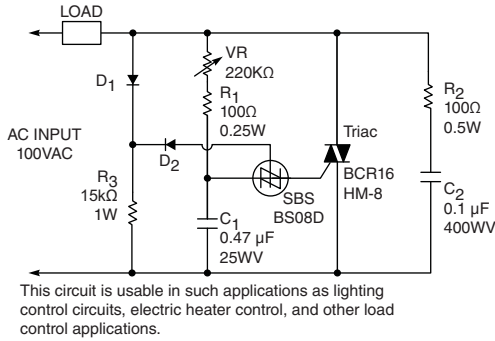 LOAD
VR
220KΩ
D1
R1
100Ω
0.25W
R2
100Ω
0.5W
AC INPUT
100VAC
D2
Triac
BCR16
HM-8
R3
15kΩ
1W
SBS
BS08D
C1
0.47 µF
25WV
C2
0.1 µF
400WV
This circuit is usable in such applications as lighting
control circuits, electric heater control, and other load
control applications.